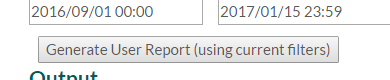 2016/09/01 00:00 2017/01/15 23:59
Generate User Report (using current filters)
Output